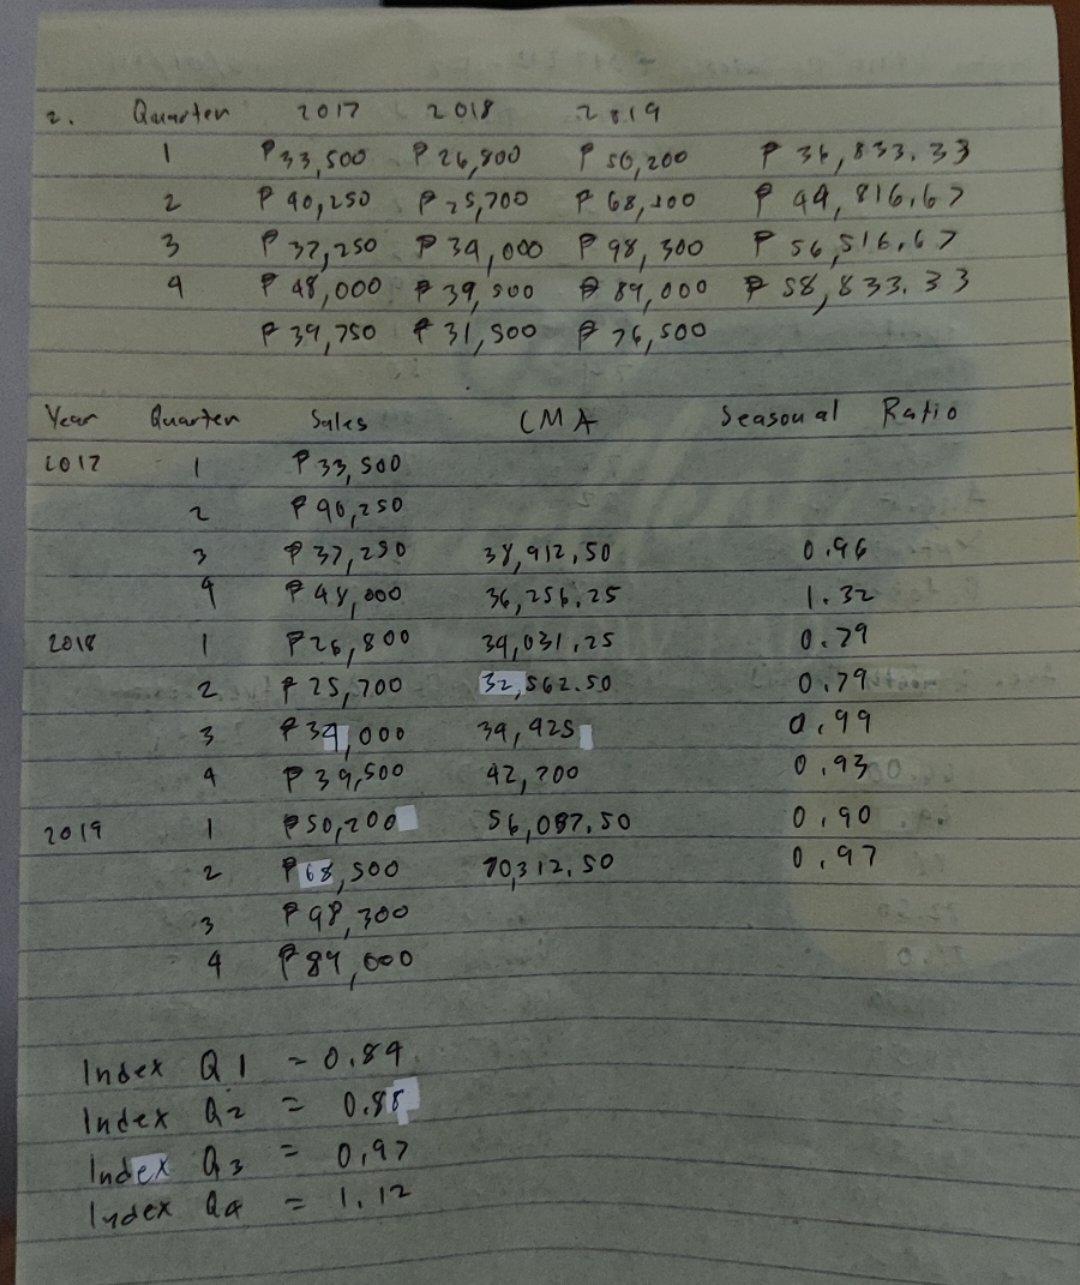 2. Quarter 2017 2018 2019
1 ₱33,500 ₱26,800 ₱50,200 ₱36,833.33
2 ₱40,250 ₱25,700 ₱68,500 ₱44,816.67
3 ₱37,250 ₱34,000 ₱98,300 ₱56,516.67
4 ₱48,000 ₱39,500 ₱89,000 ₱58,833.33
₱39,750 ₱31,500 ₱76,500
Year Quarter Sales CMA Seasonal Ratio
2017 1 ₱33,500
2 ₱40,250
3 ₱37,250 38,912.50 0.96
4 ₱48,000 36,256.25 1.32
2018 1 ₱26,800 34,031.25 0.79
2 ₱25,700 32,562.50 0.79
3 ₱34,000 34,425 0.99
4 ₱39,500 42,700 0.93
2019 1 ₱50,200 56,087.50 0.90
2 ₱68,500 70,312.50 0.97
3 ₱98,300
4 ₱89,000
Index Q1 = 0.84
Index Q2 = 0.88
Index Q3 = 0.97
Index Q4 = 1.12